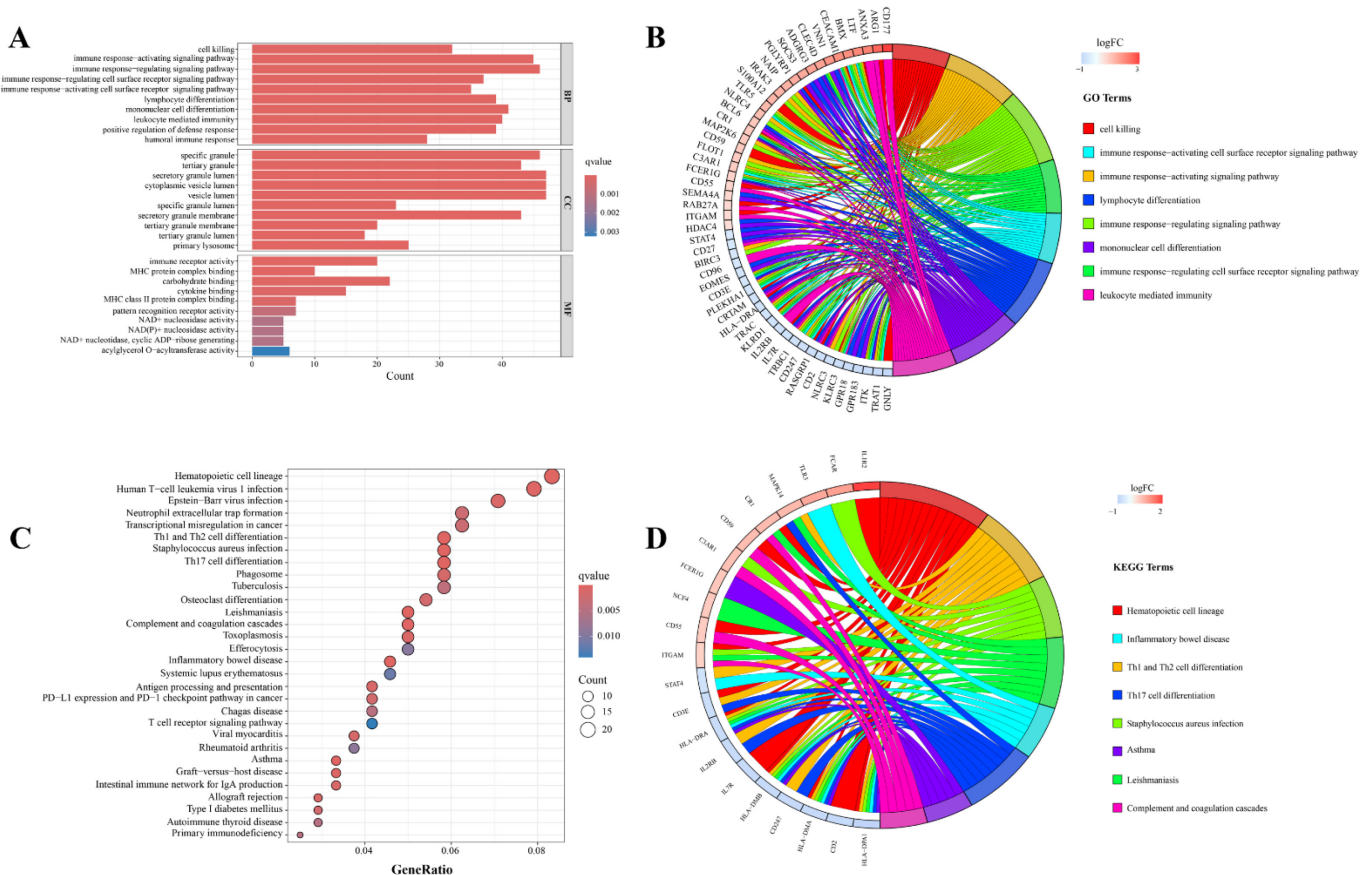 A
cell killing
immune response−activating signaling pathway
immune response−regulating signaling pathway
immune response−regulating cell surface receptor signaling pathway
immune response−activating cell surface receptor signaling pathway
lymphocyte differentiation
mononuclear cell differentiation
leukocyte mediated immunity
positive regulation of defense response
humoral immune response
BP
specific granule
tertiary granule
secretory granule lumen
cytoplasmic vesicle lumen
vesicle lumen
specific granule lumen
secretory granule membrane
tertiary granule membrane
tertiary granule lumen
primary lysosome
CC
immune receptor activity
MHC protein complex binding
carbohydrate binding
cytokine binding
MHC class II protein complex binding
pattern recognition receptor activity
NAD+ nucleosidase activity
NAD(P)+ nucleosidase activity
NAD+ nucleotidase, cyclic ADP−ribose generating
acylglycerol O−acyltransferase activity
MF
0 10 20 30 40
Count
qvalue
0.001
0.002
0.003
B
CD177
ARG1
ANXA3
LTF
BMX
CEACAM1
VNN1
CLEC4D
ADGRG3
SOCS3
PGLYRP1
NAIP
IRAK3
S100A12
TLR5
NLRC4
BCL6
CR1
MAP2K6
CD59
FLOT1
C3AR1
FCER1G
CD55
SEMA4A
RAB27A
ITGAM
HDAC4
STAT4
CD27
BIRC3
CD96
EOMES
CD3E
PLEKHA1
CRTAM
HLA−DRA
TRAC
KLRD1
IL2RB
IL7R
TRBC1
CD247
RASGRP1
CD2
NLRC3
KLRC3
GPR18
GPR183
ITK
TRAT1
GNLY
logFC
−1 3
GO Terms
cell killing
immune response−activating cell surface receptor signaling pathway
immune response−activating signaling pathway
lymphocyte differentiation
immune response−regulating signaling pathway
mononuclear cell differentiation
immune response−regulating cell surface receptor signaling pathway
leukocyte mediated immunity
C
Hematopoietic cell lineage
Human T−cell leukemia virus 1 infection
Epstein−Barr virus infection
Neutrophil extracellular trap formation
Transcriptional misregulation in cancer
Th1 and Th2 cell differentiation
Staphylococcus aureus infection
Th17 cell differentiation
Phagosome
Tuberculosis
Osteoclast differentiation
Leishmaniasis
Complement and coagulation cascades
Toxoplasmosis
Efferocytosis
Inflammatory bowel disease
Systemic lupus erythematosus
Antigen processing and presentation
PD−L1 expression and PD−1 checkpoint pathway in cancer
Chagas disease
T cell receptor signaling pathway
Viral myocarditis
Rheumatoid arthritis
Asthma
Graft−versus−host disease
Intestinal immune network for IgA production
Allograft rejection
Type I diabetes mellitus
Autoimmune thyroid disease
Primary immunodeficiency
0.04 0.06 0.08
GeneRatio
qvalue
0.005
0.010
Count
10
15
20
D
IL1R2
FCAR
TLR3
MAPK14
CR1
CD59
C3AR1
FCER1G
NCF4
CD55
ITGAM
STAT4
CD3E
HLA−DRA
IL2RB
IL7R
HLA−DMB
CD247
HLA−DMA
CD2
HLA−DPA1
logFC
−1 2
KEGG Terms
Hematopoietic cell lineage
Inflammatory bowel disease
Th1 and Th2 cell differentiation
Th17 cell differentiation
Staphylococcus aureus infection
Asthma
Leishmaniasis
Complement and coagulation cascades